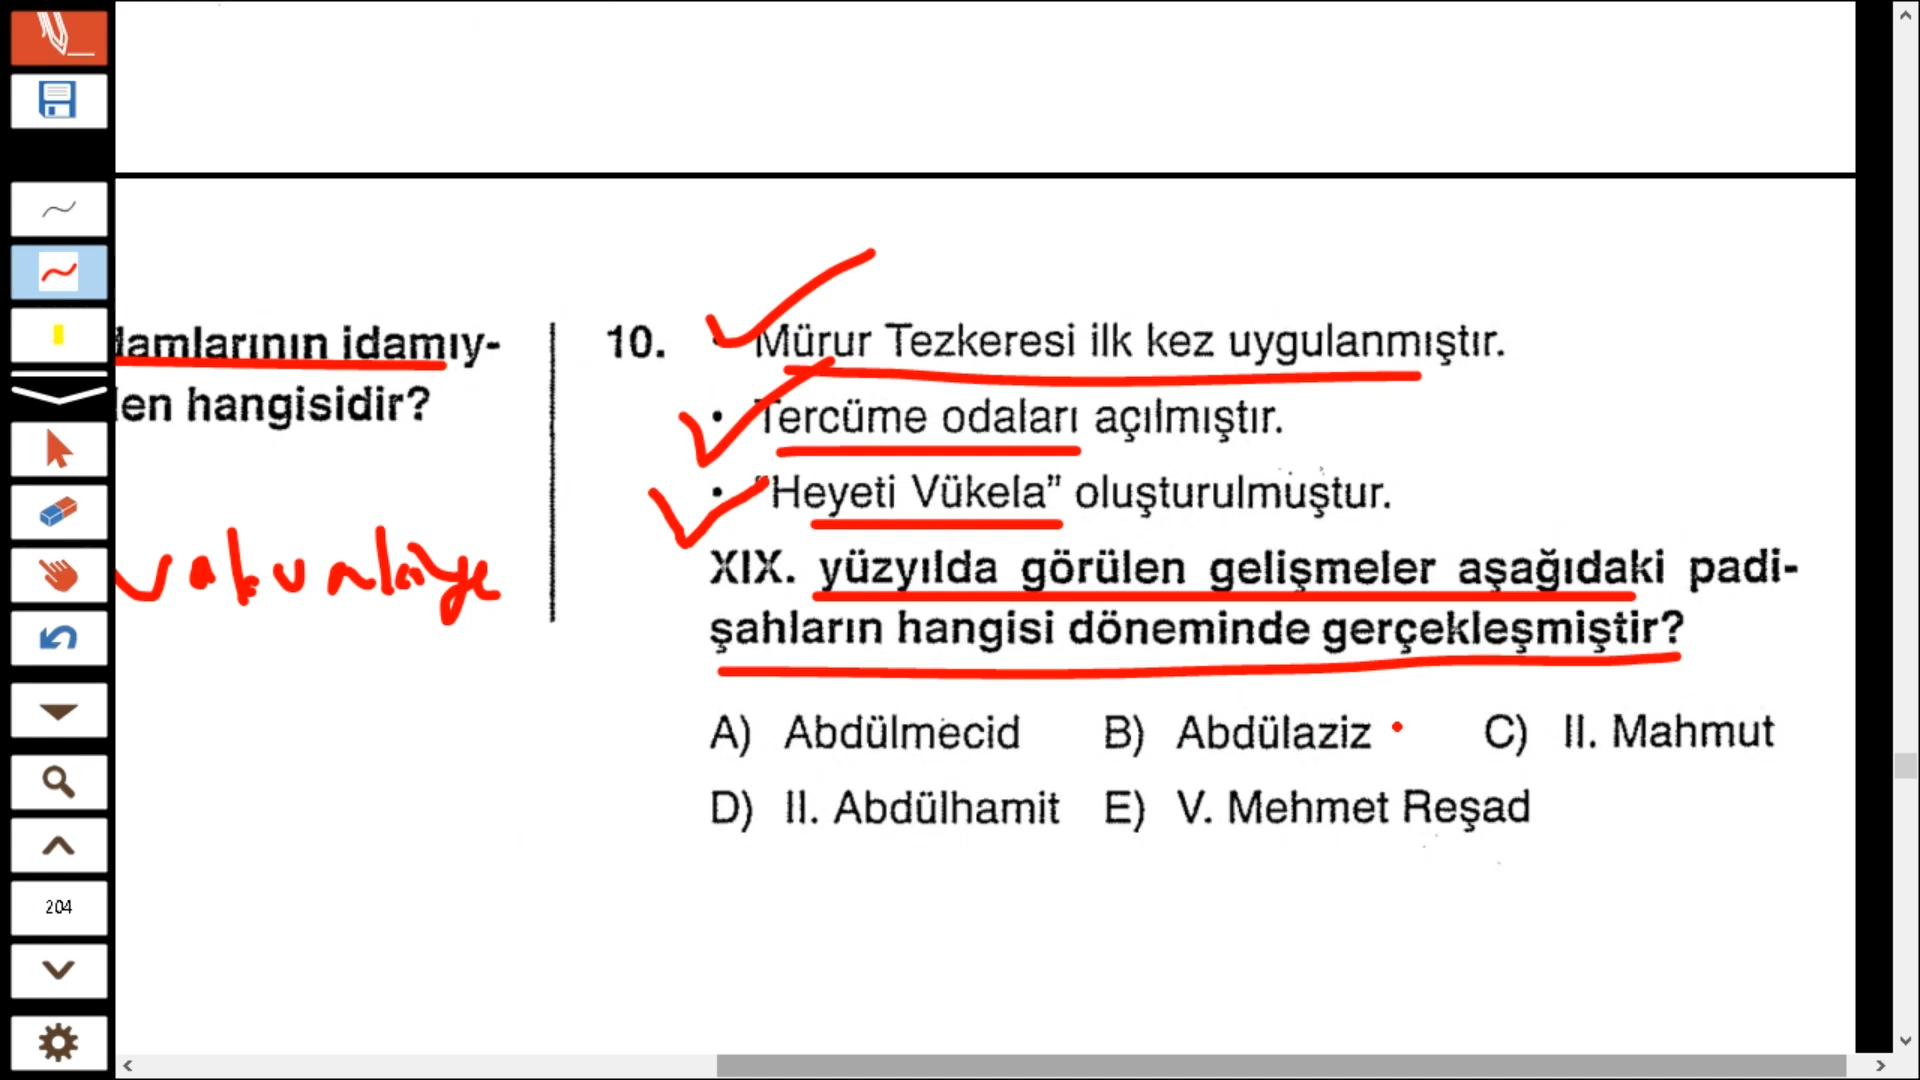 lamlarının idamıy-
len hangisidir?
vakvakiye
10. • Mürur Tezkeresi ilk kez uygulanmıştır.
• Tercüme odaları açılmıştır.
• "Heyeti Vükela" oluşturulmuştur.
XIX. yüzyılda görülen gelişmeler aşağıdaki padi-
şahların hangisi döneminde gerçekleşmiştir?
A) Abdülmecid B) Abdülaziz C) II. Mahmut
D) II. Abdülhamit E) V. Mehmet Reşad
204